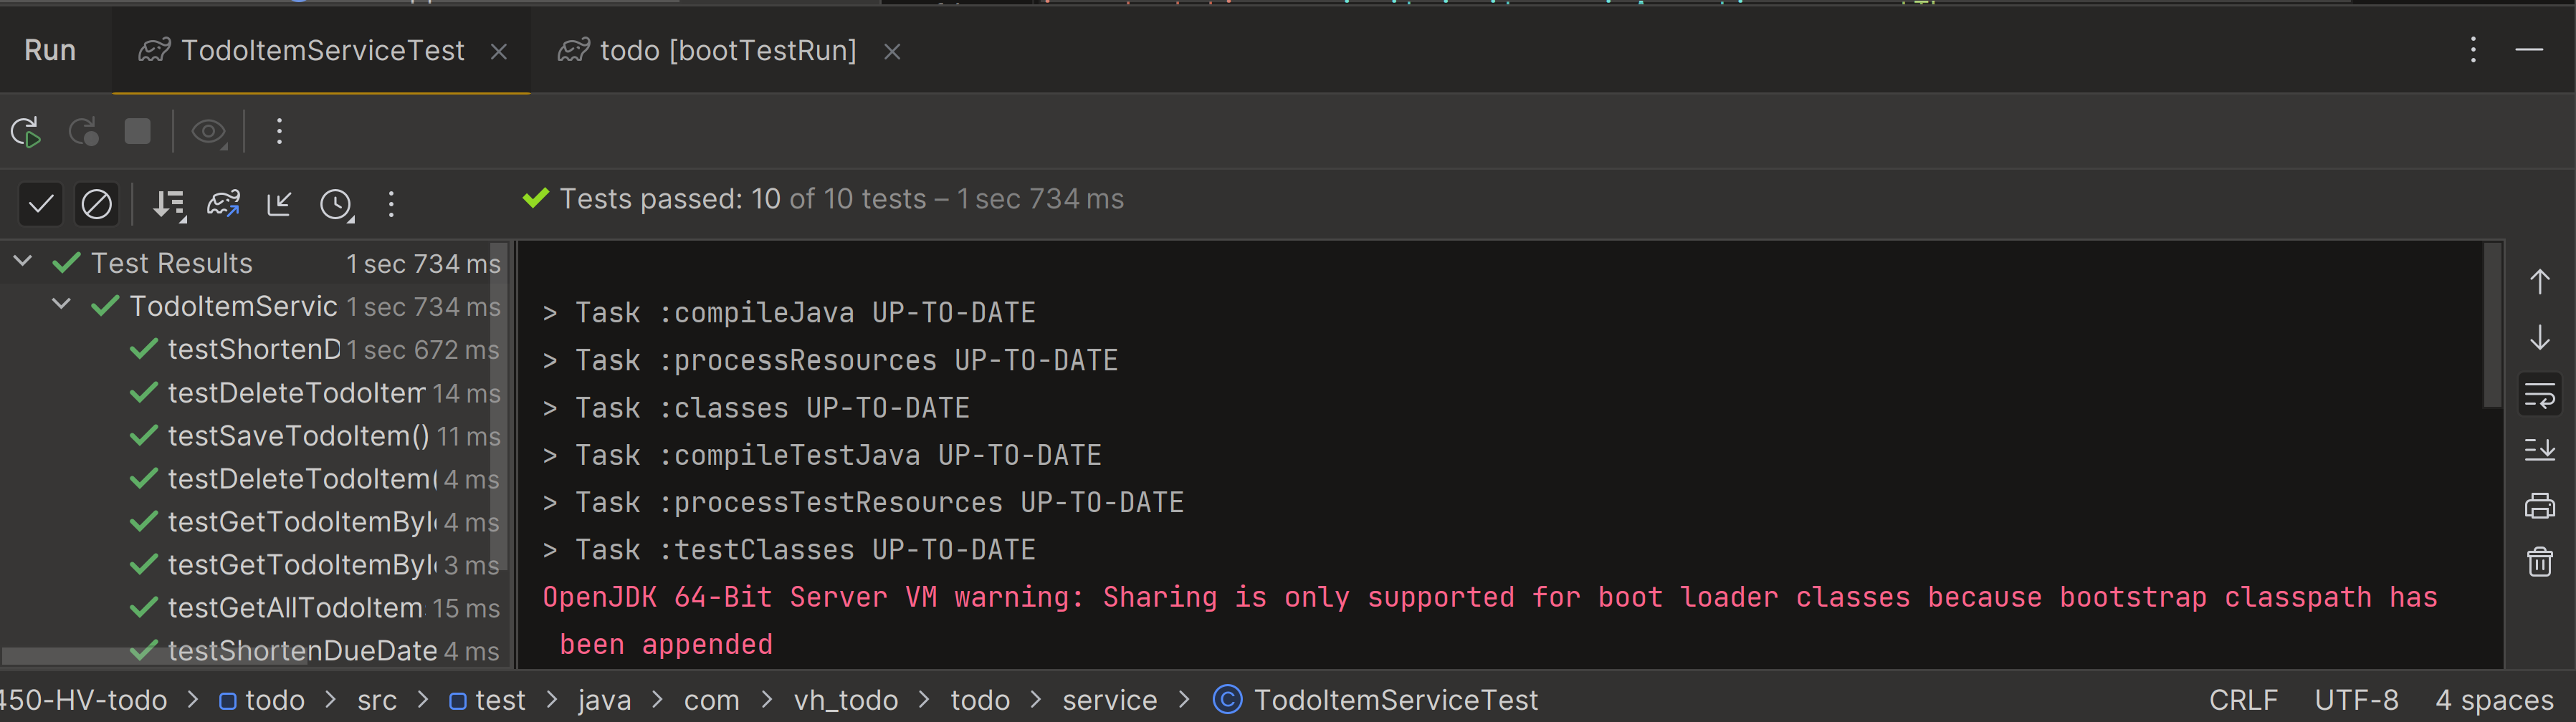 Run TodoItemServiceTest todo [bootTestRun]
Tests passed: 10 of 10 tests – 1 sec 734 ms
Test Results 1 sec 734 ms
TodoItemServic 1 sec 734 ms
testShortenD 1 sec 672 ms
testDeleteTodoItem 14 ms
testSaveTodoItem() 11 ms
testDeleteTodoItem( 4 ms
testGetTodoItemById 4 ms
testGetTodoItemById 3 ms
testGetAllTodoItem 15 ms
testShortenDueDate 4 ms
> Task :compileJava UP-TO-DATE
> Task :processResources UP-TO-DATE
> Task :classes UP-TO-DATE
> Task :compileTestJava UP-TO-DATE
> Task :processTestResources UP-TO-DATE
> Task :testClasses UP-TO-DATE
OpenJDK 64-Bit Server VM warning: Sharing is only supported for boot loader classes because bootstrap classpath has
been appended
450-HV-todo > todo > src > test > java > com > vh_todo > todo > service > TodoItemServiceTest CRLF UTF-8 4 spaces